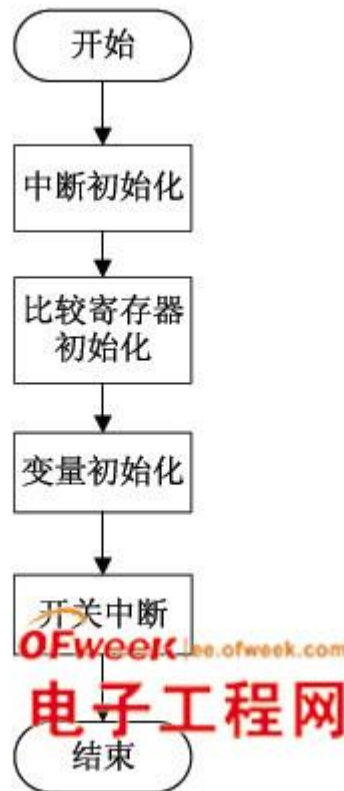 开始
中断初始化
比较寄存器
初始化
变量初始化
开关中断
OFweek ee.ofweek.com
电子工程网
结束